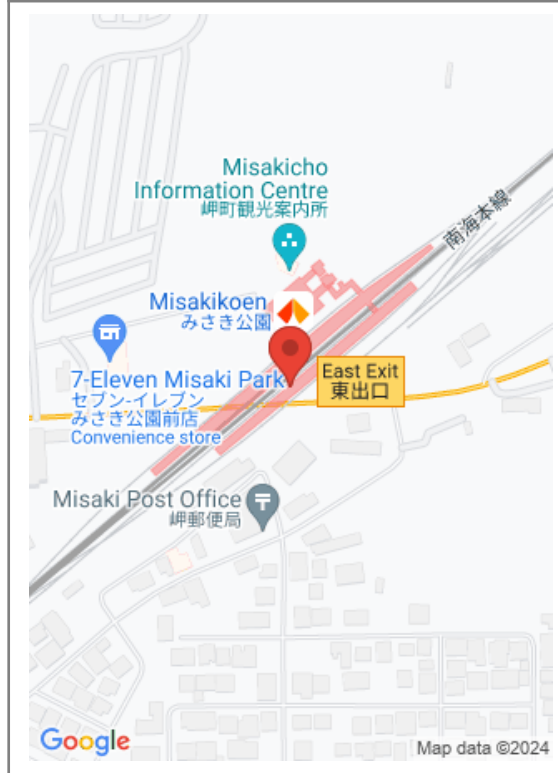 Misakicho
Information Centre
岬町観光案内所
南海本線
Misakikoen
みさき公園
7-Eleven Misaki Park
セブン-イレブン
みさき公園前店
Convenience store
East Exit
東出口
Misaki Post Office
岬郵便局
Google
Map data ©2024